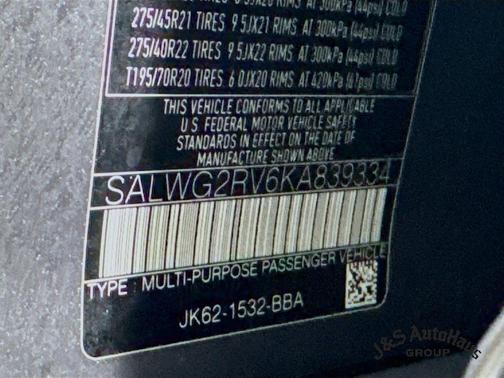 275/45R21 TIRES 9.5JX21 RIMS AT 300kPa (44psi) COLD
275/40R22 TIRES 9.5JX22 RIMS AT 300kPa (44psi) COLD
T195/70R20 TIRES 6.0JX20 RIMS AT 420kPa (61psi) COLD
THIS VEHICLE CONFORMS TO ALL APPLICABLE
U.S. FEDERAL MOTOR VEHICLE SAFETY
STANDARDS IN EFFECT ON THE DATE OF
MANUFACTURE SHOWN ABOVE.
SALWG2RV6KA839334
TYPE : MULTI-PURPOSE PASSENGER VEHICLE
JK62-1532-BBA
J&S AutoHaus
GROUP